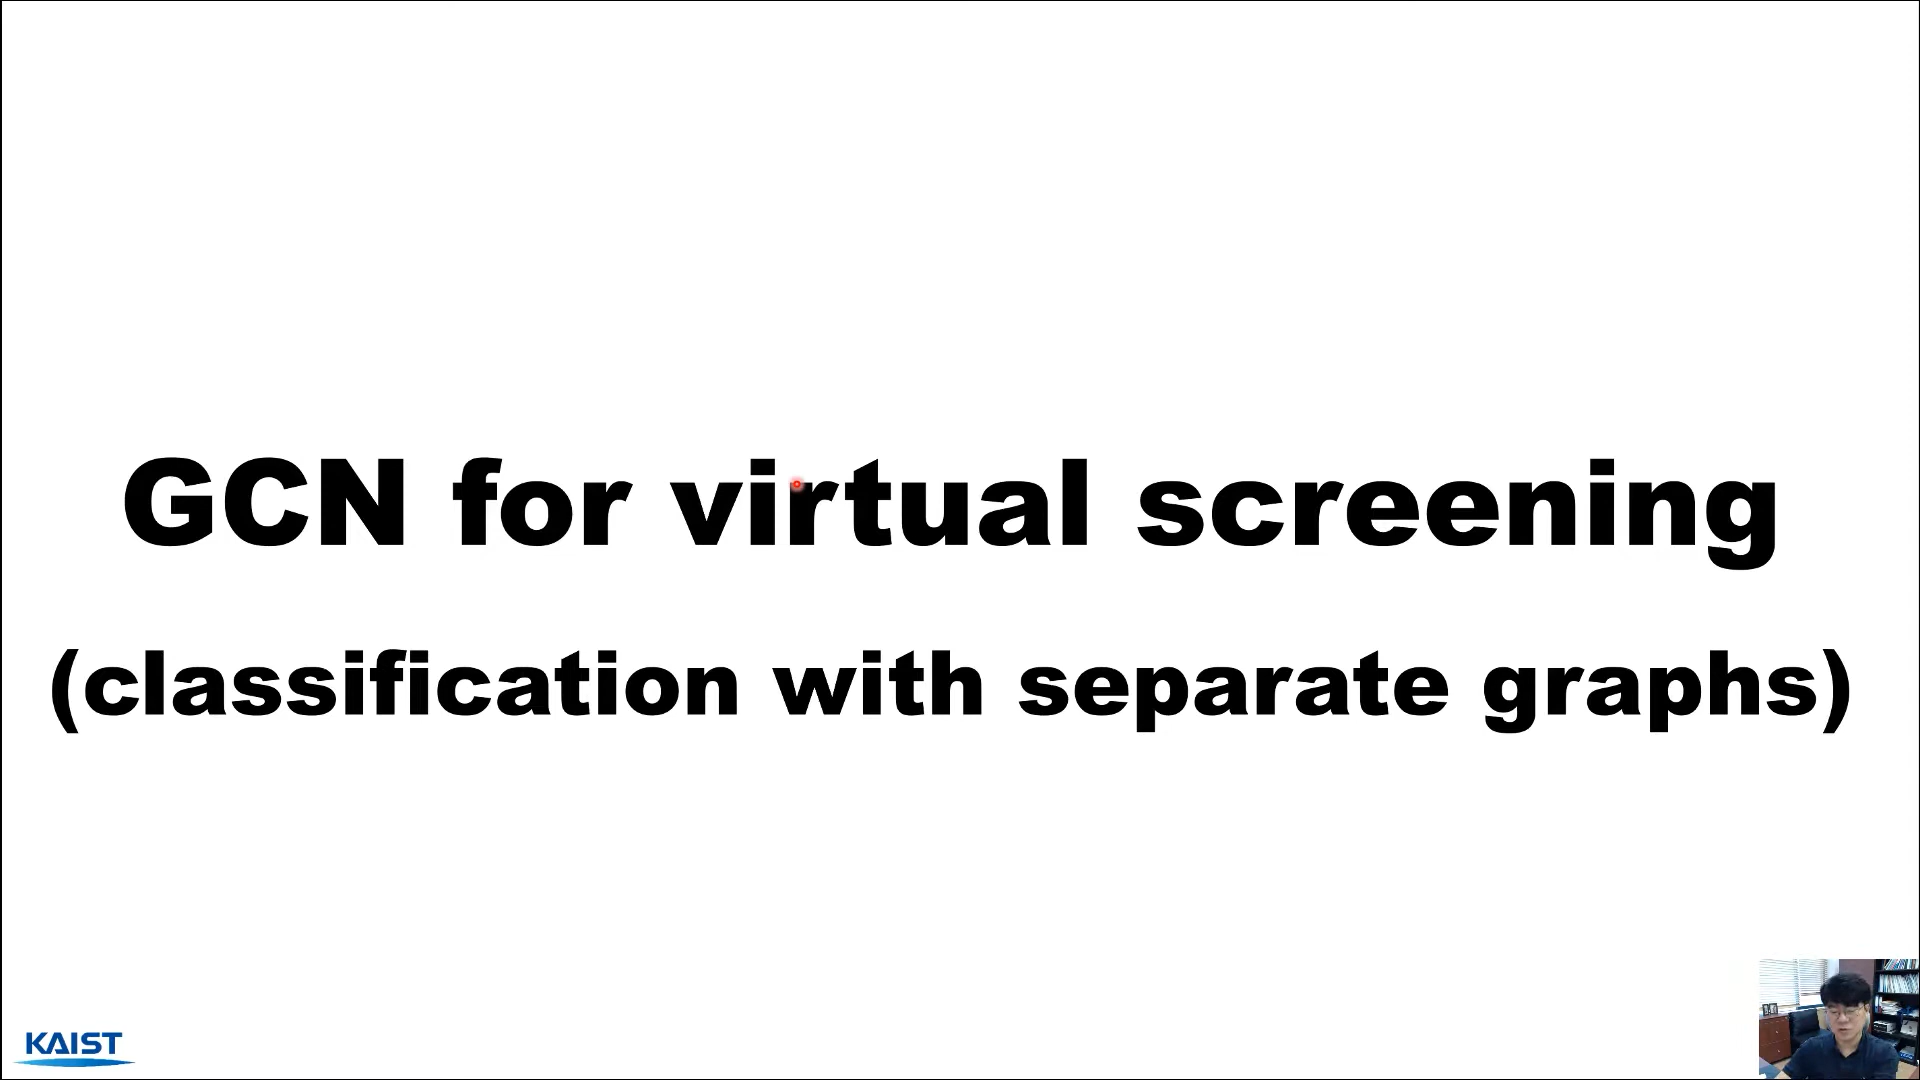 GCN for virtual screening
(classification with separate graphs)
KAIST